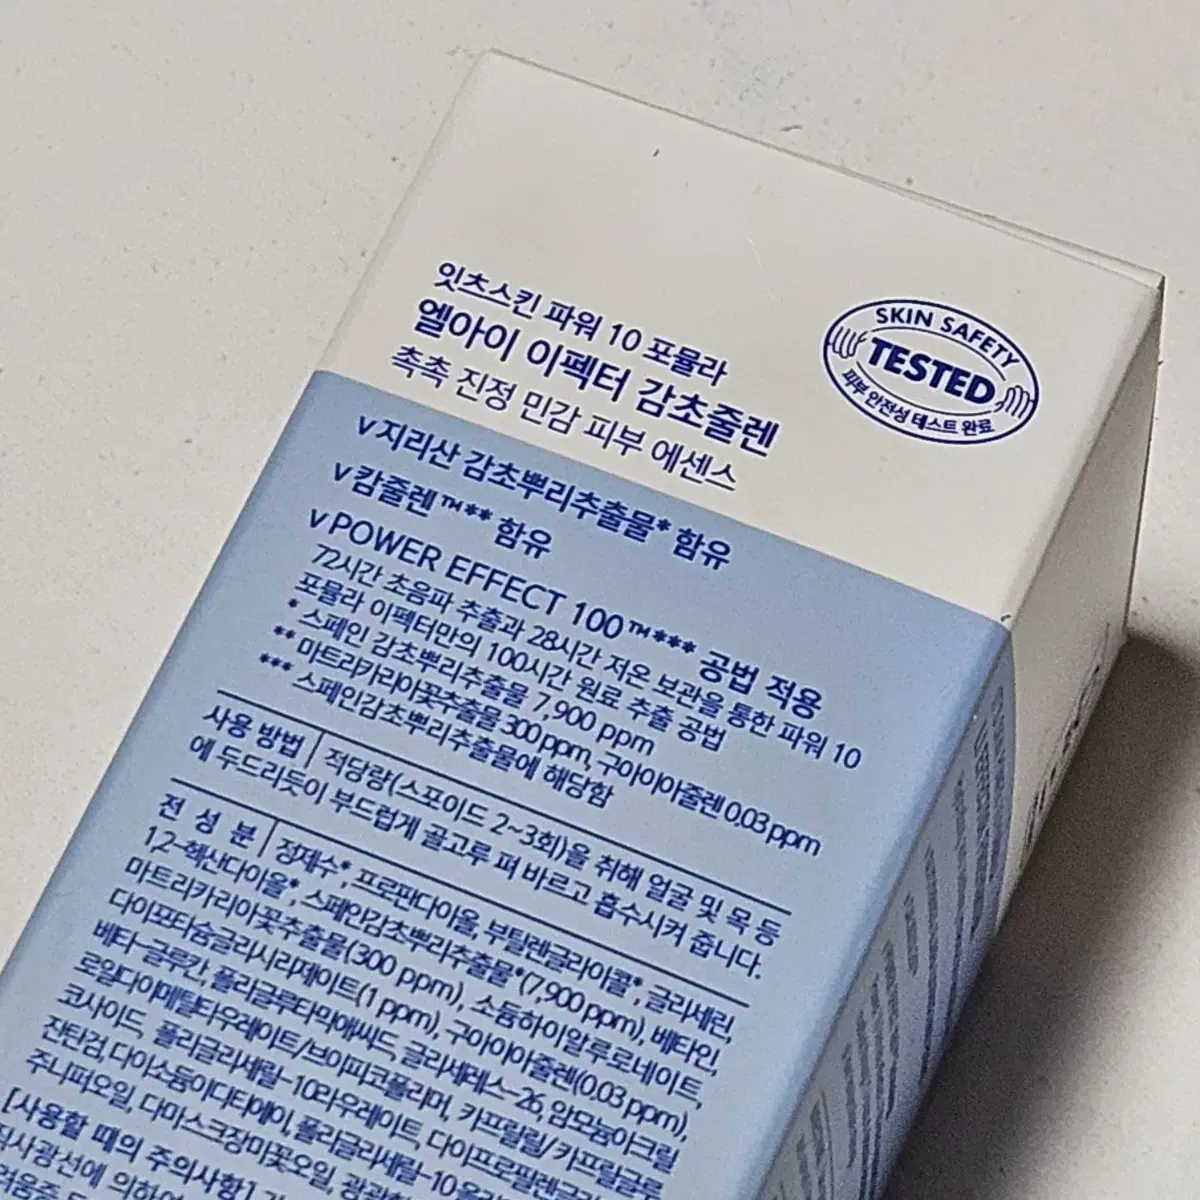 잇츠스킨 파워 10 포뮬라
엘아이 이펙터 감초줄렌
촉촉 진정 민감 피부 에센스
SKIN SAFETY
TESTED
피부 안전성 테스트 완료
v지리산 감초뿌리추출물* 함유
v캄줄렌™** 함유
vPOWER EFFECT 100™*** 공법 적용
72시간 초음파 추출과 28시간 저온 보관을 통한 파워 10
포뮬라 이펙터만의 100시간 원료 추출 공법
* 스페인 감초뿌리추출물 7,900 ppm
** 마트리카리아꽃추출물 300 ppm, 구아이아줄렌 0.03 ppm
*** 스페인감초뿌리추출물에 해당함
사용 방법 | 적당량(스포이드 2~3회)을 취해 얼굴 및 목 등
에 두드리듯이 부드럽게 골고루 펴 바르고 흡수시켜 줍니다.
전 성 분 | 정제수*, 프로판다이올, 부틸렌글라이콜*, 글리세린
1,2-헥산다이올*, 스페인감초뿌리추출물*(7,900 ppm), 베타인,
마트리카리아꽃추출물(300 ppm), 소듐하이알루로네이트,
다이포타슘글리시리제이트(1 ppm), 구아이아줄렌(0.03 ppm),
베타-글루칸, 폴리글루타믹애씨드, 글리세레스-26, 암모늄아크릴
로일다이메틸타우레이트/브이피코폴리머, 카프릴릴/카프릴글루
코사이드, 폴리글리세릴-10라우레이트, 다이프로필렌글라
잔탄검, 다이소듐이디티에이, 폴리글리세릴-10
주니퍼오일, 다마스크장미꽃오일,
[사용할 때의 주의사항]
직사광선에 의하여